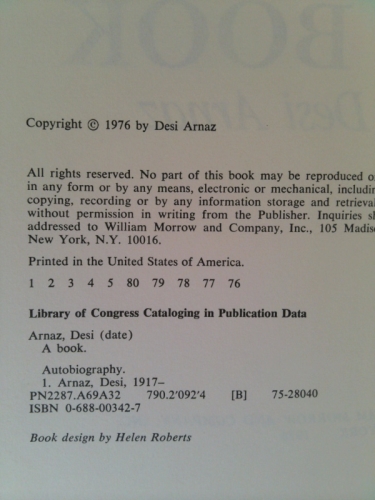 BOOK
Desi Arnaz
Copyright © 1976 by Desi Arnaz
All rights reserved. No part of this book may be reproduced
in any form or by any means, electronic or mechanical,
copying, recording or by any information storage and
without permission in writing from the Publisher. Inquiries
addressed to William Morrow and Company, Inc., 105
New York, N.Y. 10016.
Printed in the United States of America.
1 2 3 4 5 80 79 78 77 76
Library of Congress Cataloging in Publication Data
Arnaz, Desi (date)
A book.
Autobiography.
1. Arnaz, Desi, 1917–
PN2287.A69A32 790.2'092'4 [B] 75-28040
ISBN 0-688-00342-7
Book design by Helen Roberts